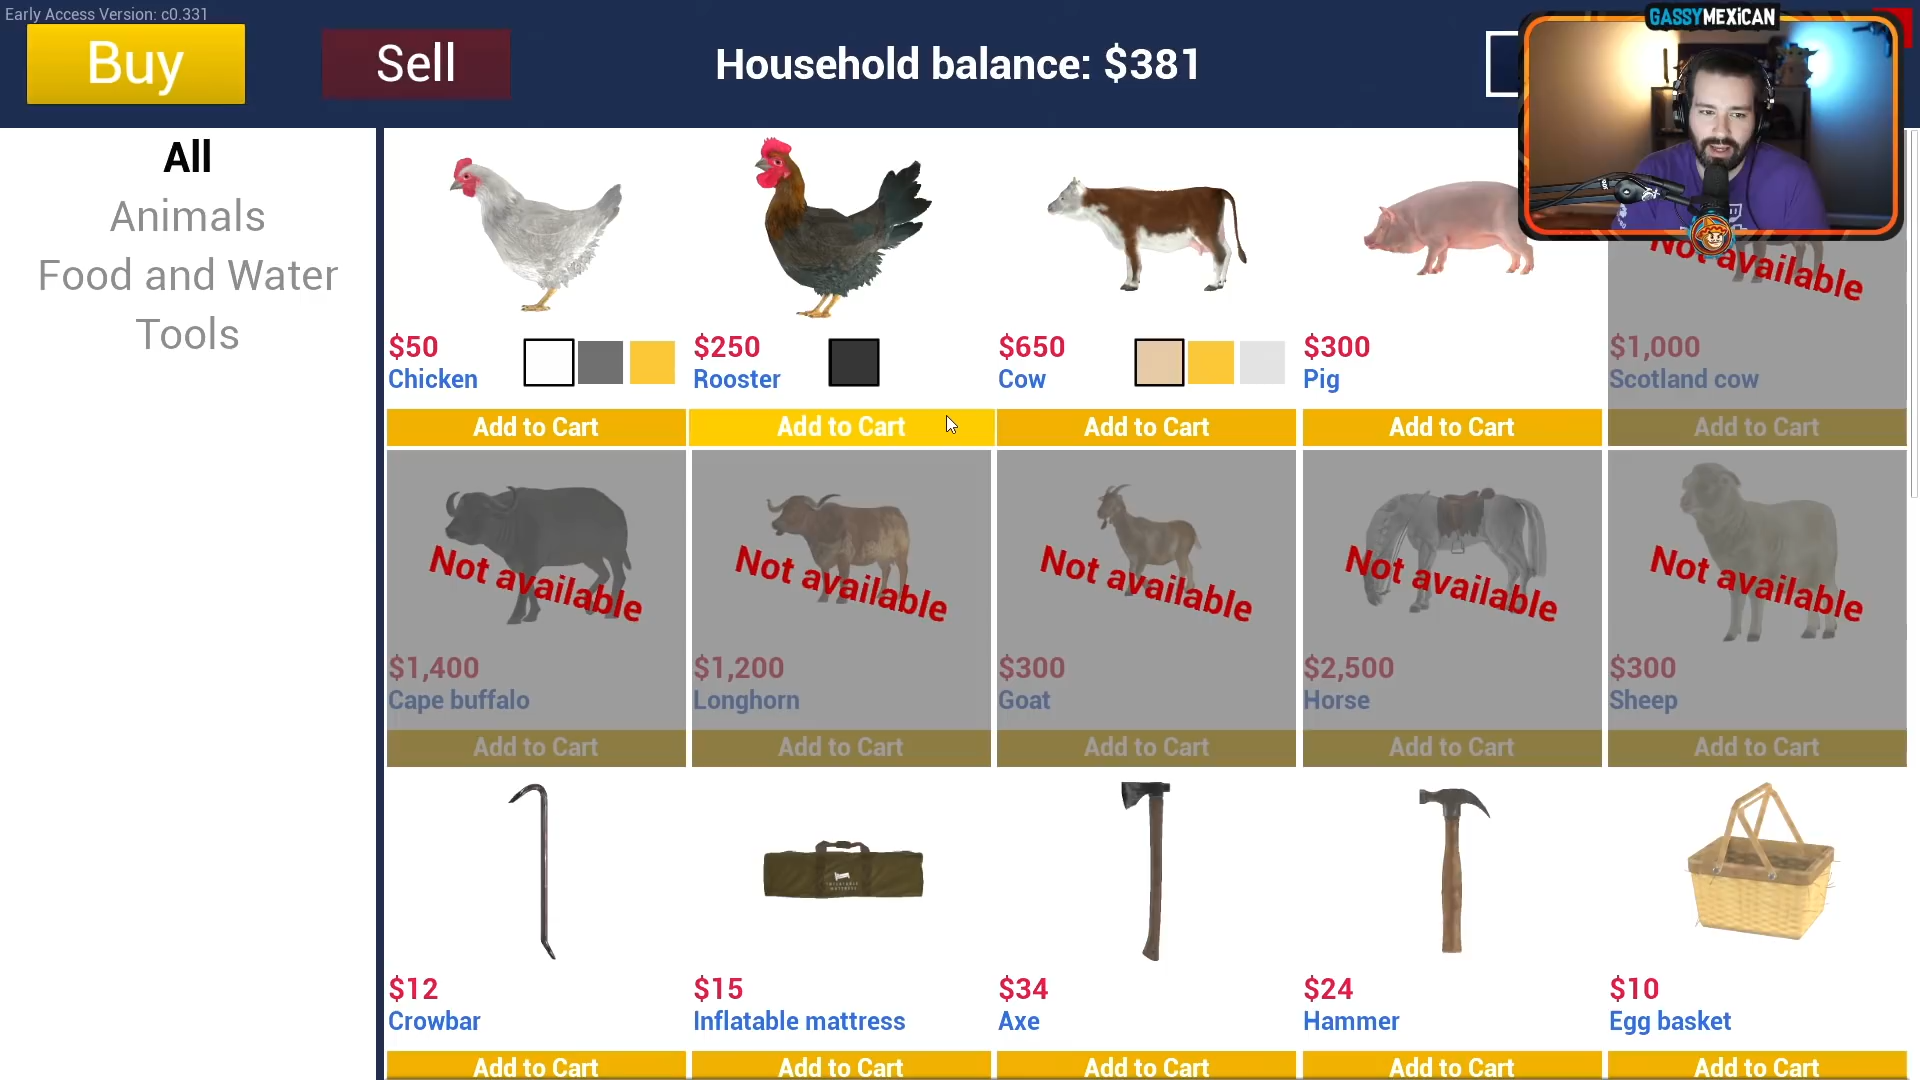 Early Access Version: c0.331
GASSYMEXICAN
Buy
Sell
Household balance: $381
All
Animals
Food and Water
Tools
$50
Chicken
Add to Cart
$250
Rooster
Add to Cart
$650
Cow
Add to Cart
$300
Pig
Add to Cart
Not available
$1,000
Scotland cow
Add to Cart
Not available
$1,400
Cape buffalo
Add to Cart
Not available
$1,200
Longhorn
Add to Cart
Not available
$300
Goat
Add to Cart
Not available
$2,500
Horse
Add to Cart
Not available
$300
Sheep
Add to Cart
$12
Crowbar
Add to Cart
INFLATABLE
MATTRESS
$15
Inflatable mattress
Add to Cart
$34
Axe
Add to Cart
$24
Hammer
Add to Cart
$10
Egg basket
Add to Cart